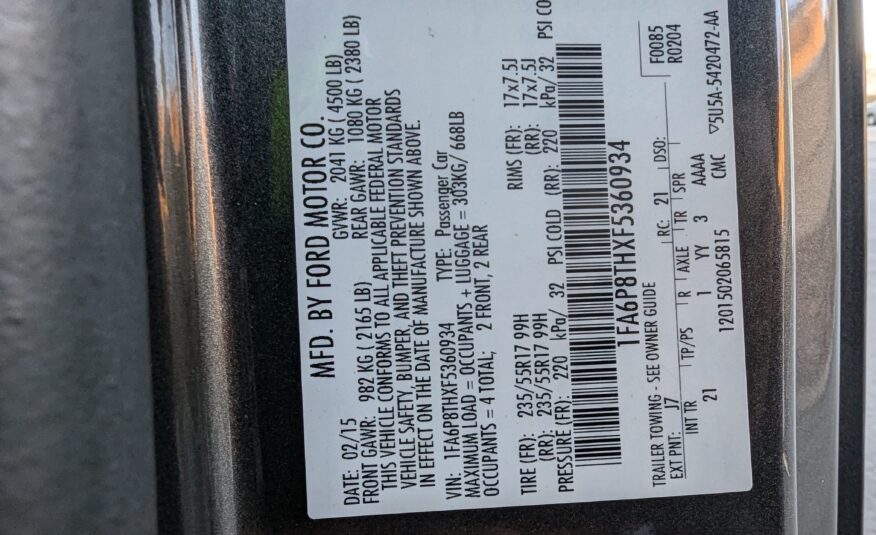 MFD. BY FORD MOTOR CO.
DATE: 02/15 GVWR: 2041 KG ( 4500 LB)
FRONT GAWR: 982 KG ( 2165 LB) REAR GAWR: 1080 KG ( 2380 LB)
THIS VEHICLE CONFORMS TO ALL APPLICABLE FEDERAL MOTOR
VEHICLE SAFETY, BUMPER, AND THEFT PREVENTION STANDARDS
IN EFFECT ON THE DATE OF MANUFACTURE SHOWN ABOVE.
VIN: 1FA6P8THXF5360934 TYPE: Passenger Car
MAXIMUM LOAD = OCCUPANTS + LUGGAGE = 303KG/ 668LB
OCCUPANTS = 4 TOTAL; 2 FRONT, 2 REAR
TIRE (FR): 235/55R17 99H RIMS (FR): 17x7.5J
(RR): 235/55R17 99H (RR): 17x7.5J
PRESSURE (FR): 220 kPa/ 32 PSI COLD (RR): 220 kPa/ 32 PSI CO
1FA6P8THXF5360934
F0085
TRAILER TOWING - SEE OWNER GUIDE R0204
EXT PNT: J7 RC: 21 DSO:
INT TR TP/PS R AXLE TR SPR
21 1 YY 3 AAAA
CMC
1201502065815 ▽5U5A-5420472-AA